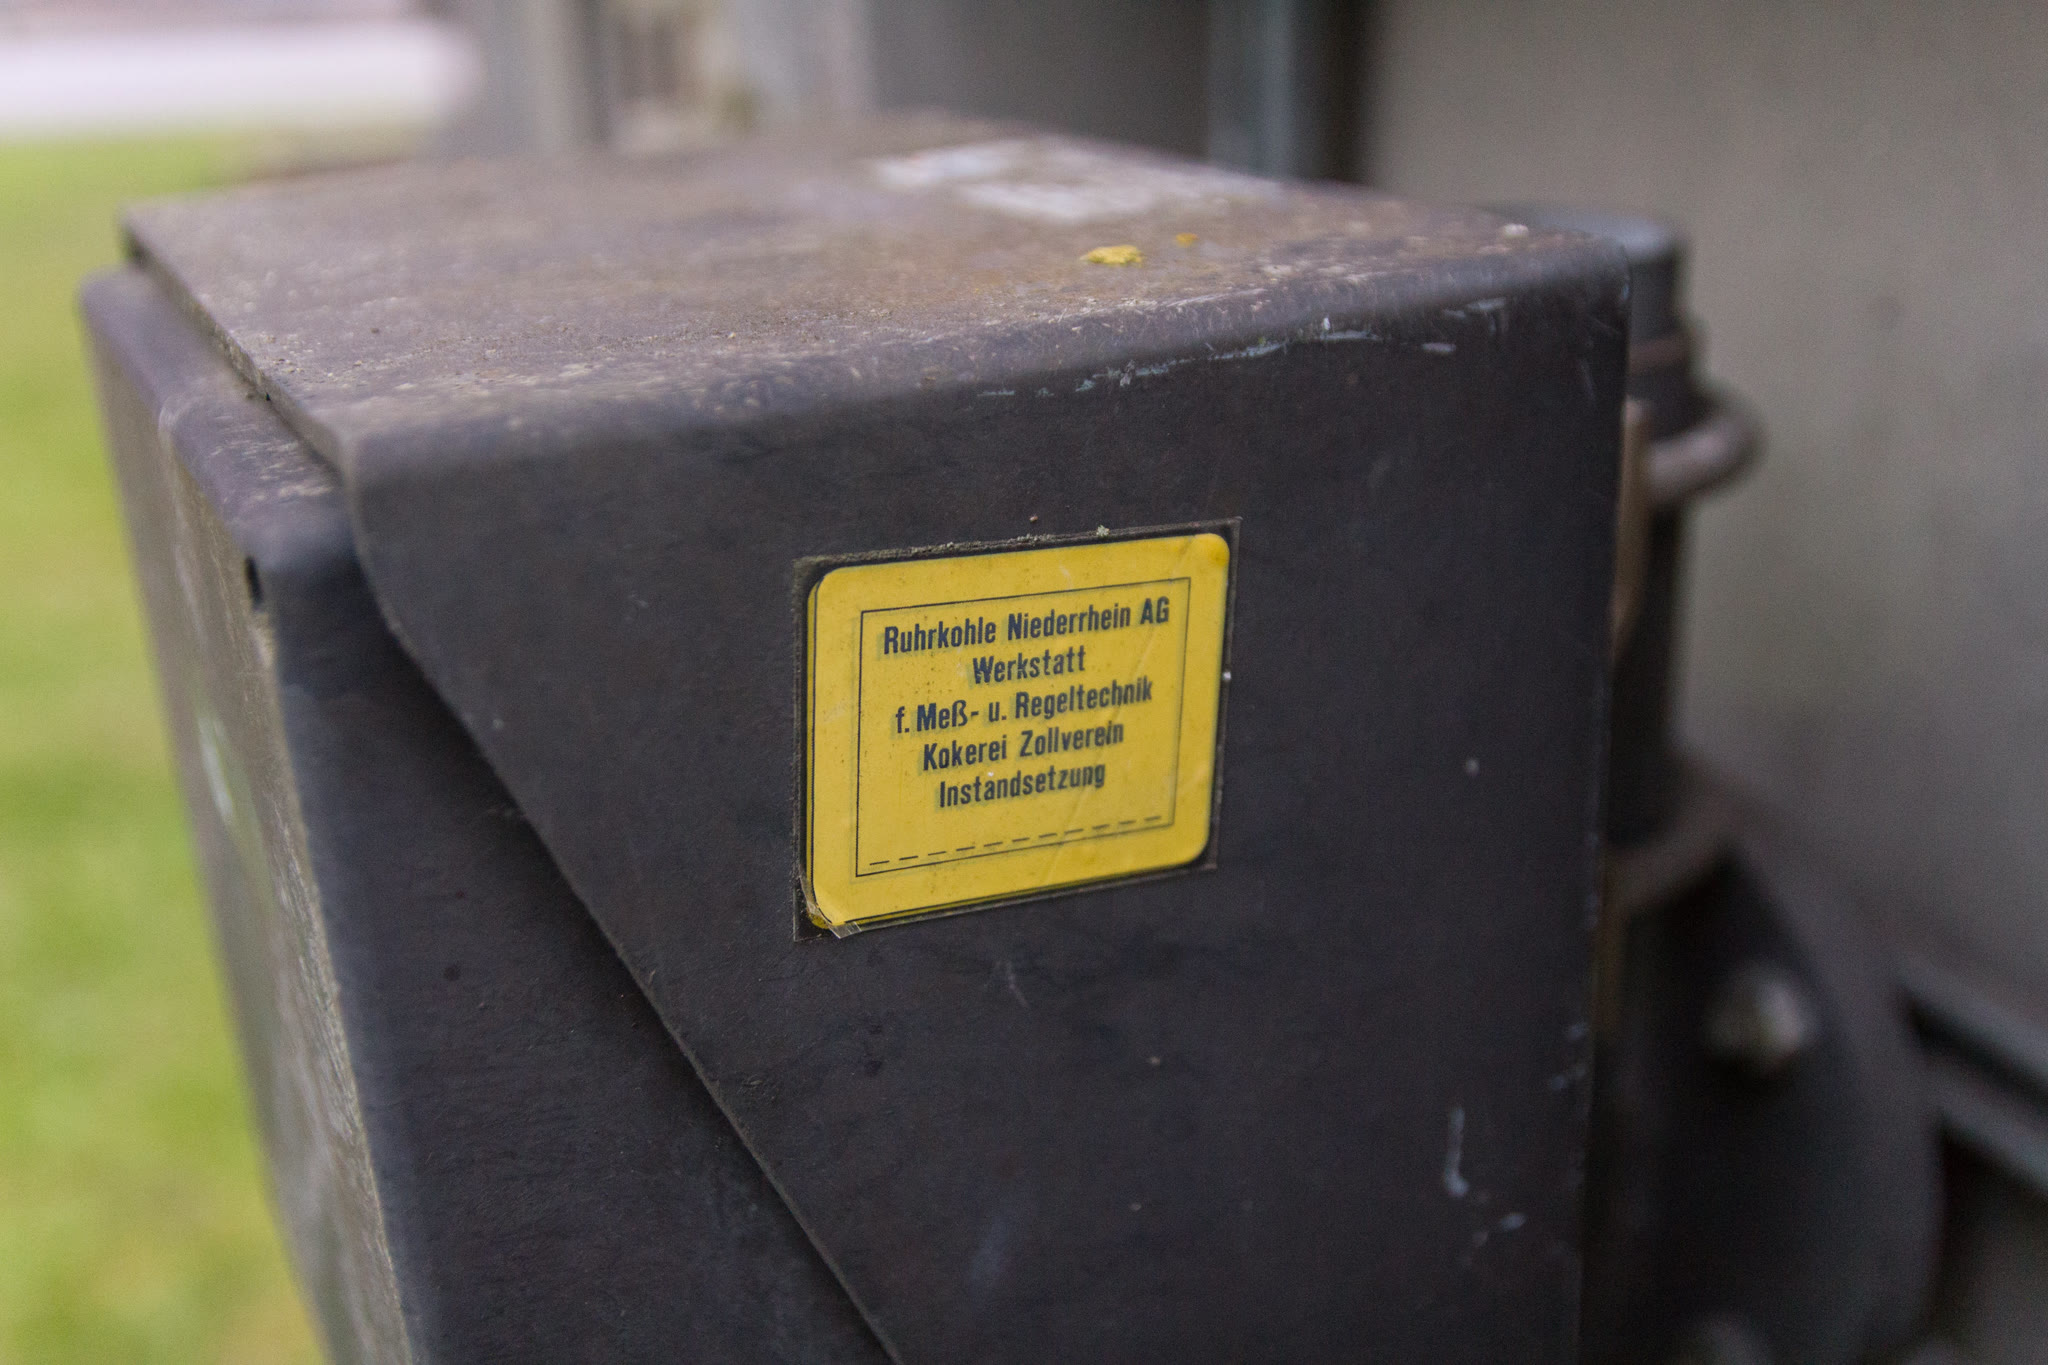 Ruhrkohle Niederrhein AG
Werkstatt
f. Meß- u. Regeltechnik
Kokerei Zollverein
Instandsetzung